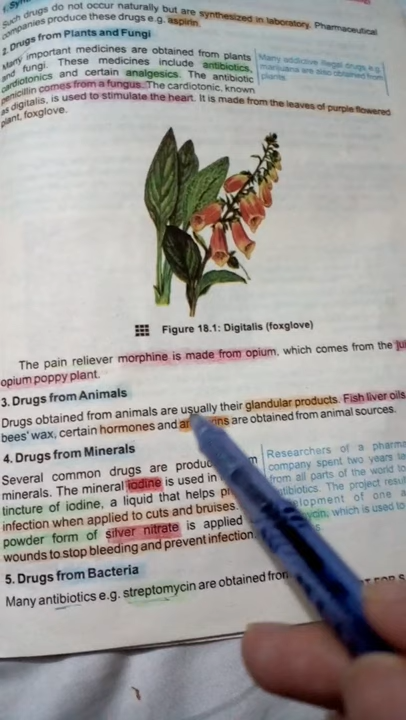 1. Syn
Such drugs do not occur naturally but are synthesized in laboratory. Pharmaceutical
companies produce these drugs e.g. aspirin.
2. Drugs from Plants and Fungi
Many important medicines are obtained from plants
and fungi. These medicines include antibiotics,
cardiotonics and certain analgesics. The antibiotic
penicillin comes from a fungus. The cardiotonic, known
as digitalis, is used to stimulate the heart. It is made from the leaves of purple flowered
plant, foxglove.
Many addictive illegal drugs e.g.
marijuana are also obtained from
plants.
Figure 18.1: Digitalis (foxglove)
The pain reliever morphine is made from opium, which comes from the jui
opium poppy plant.
3. Drugs from Animals
Drugs obtained from animals are usually their glandular products. Fish liver oils
bees' wax, certain hormones and are obtained from animal sources.
4. Drugs from Minerals
Several common drugs are produ m
minerals. The mineral iodine is used in
tincture of iodine, a liquid that helps
infection when applied to cuts and bruises.
powder form of silver nitrate is applied
wounds to stop bleeding and prevent infection.
Researchers of a pharma
company spent two years
from all parts of the world to
tibiotics. The project resul
elopment of one a
ycin, which is used to
5. Drugs from Bacteria
Many antibiotics e.g. streptomycin are obtained from